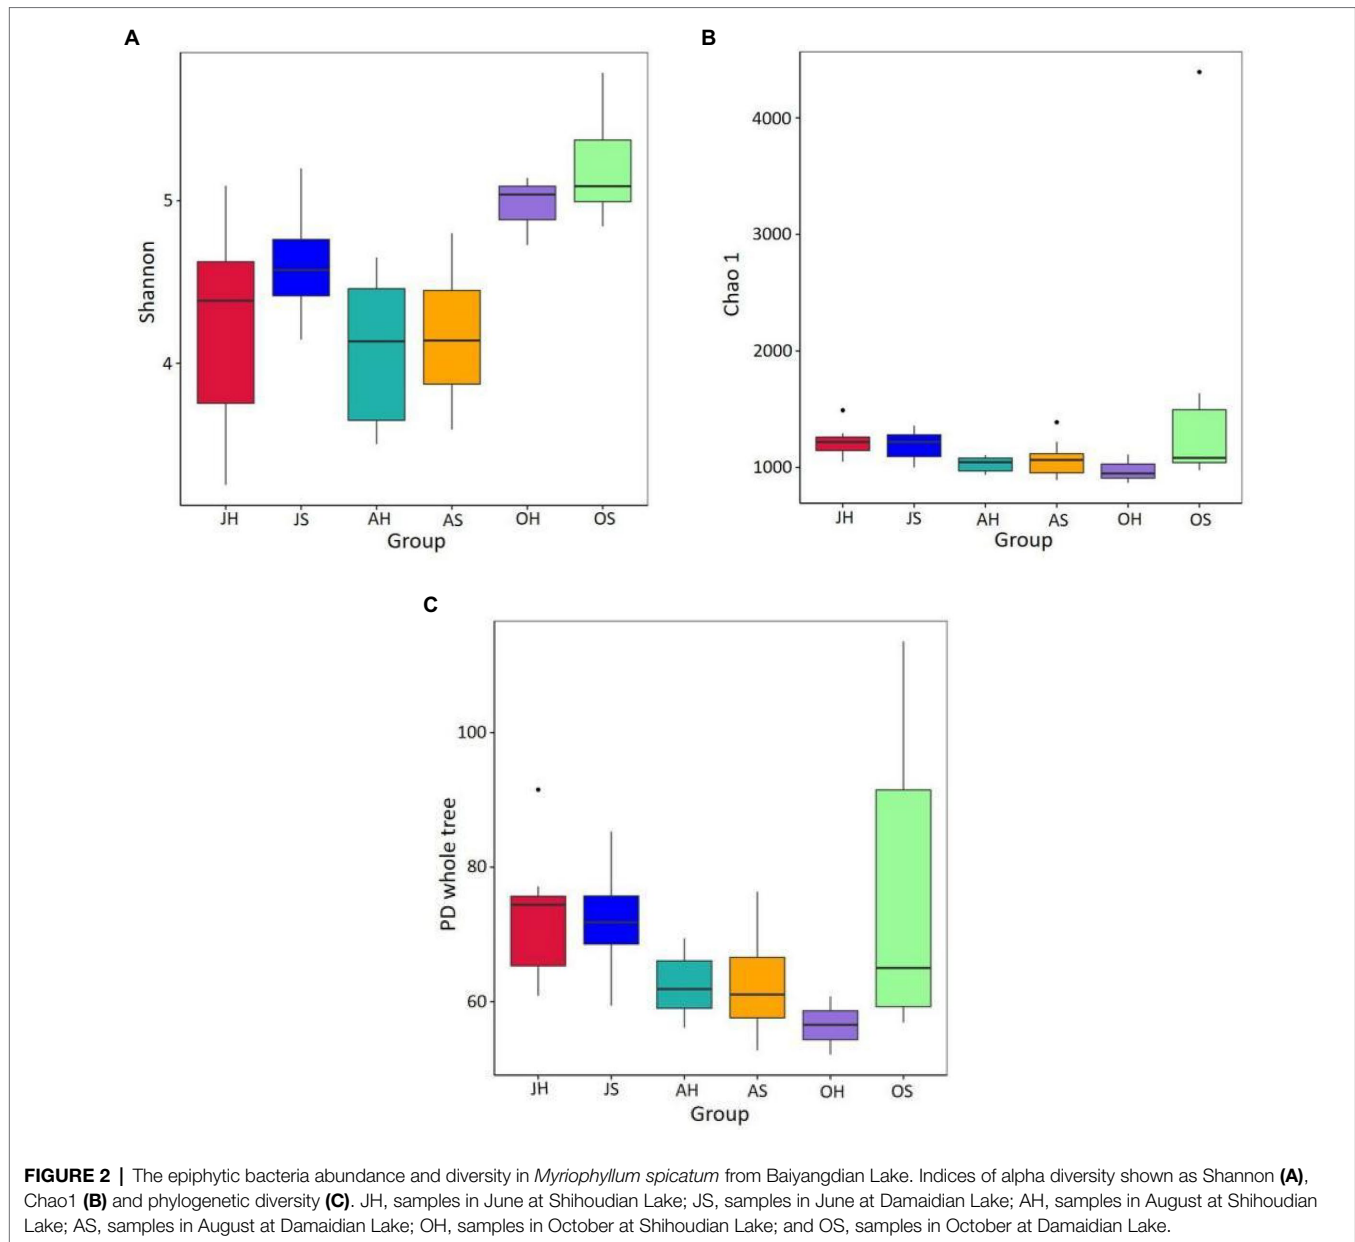 A
5
4
Shannon
JH JS AH AS OH OS
Group
B
4000
3000
2000
1000
Chao 1
JH JS AH AS OH OS
Group
C
100
80
60
PD whole tree
JH JS AH AS OH OS
Group
FIGURE 2 | The epiphytic bacteria abundance and diversity in Myriophyllum spicatum from Baiyangdian Lake. Indices of alpha diversity shown as Shannon (A),
Chao1 (B) and phylogenetic diversity (C). JH, samples in June at Shihoudian Lake; JS, samples in June at Damaidian Lake; AH, samples in August at Shihoudian
Lake; AS, samples in August at Damaidian Lake; OH, samples in October at Shihoudian Lake; and OS, samples in October at Damaidian Lake.